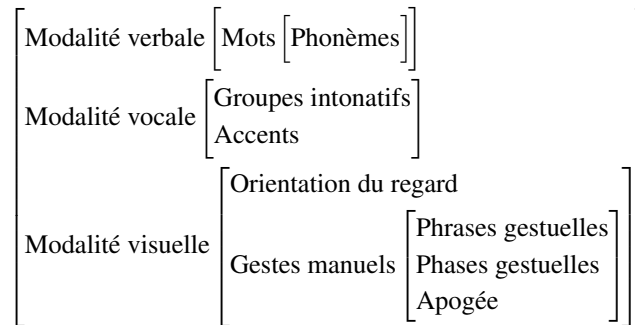 Modalité verbale [Mots [Phonèmes]]
Modalité vocale [Groupes intonatifs
Accents]
Modalité visuelle [Orientation du regard
Gestes manuels [Phrases gestuelles
Phases gestuelles
Apogée]]